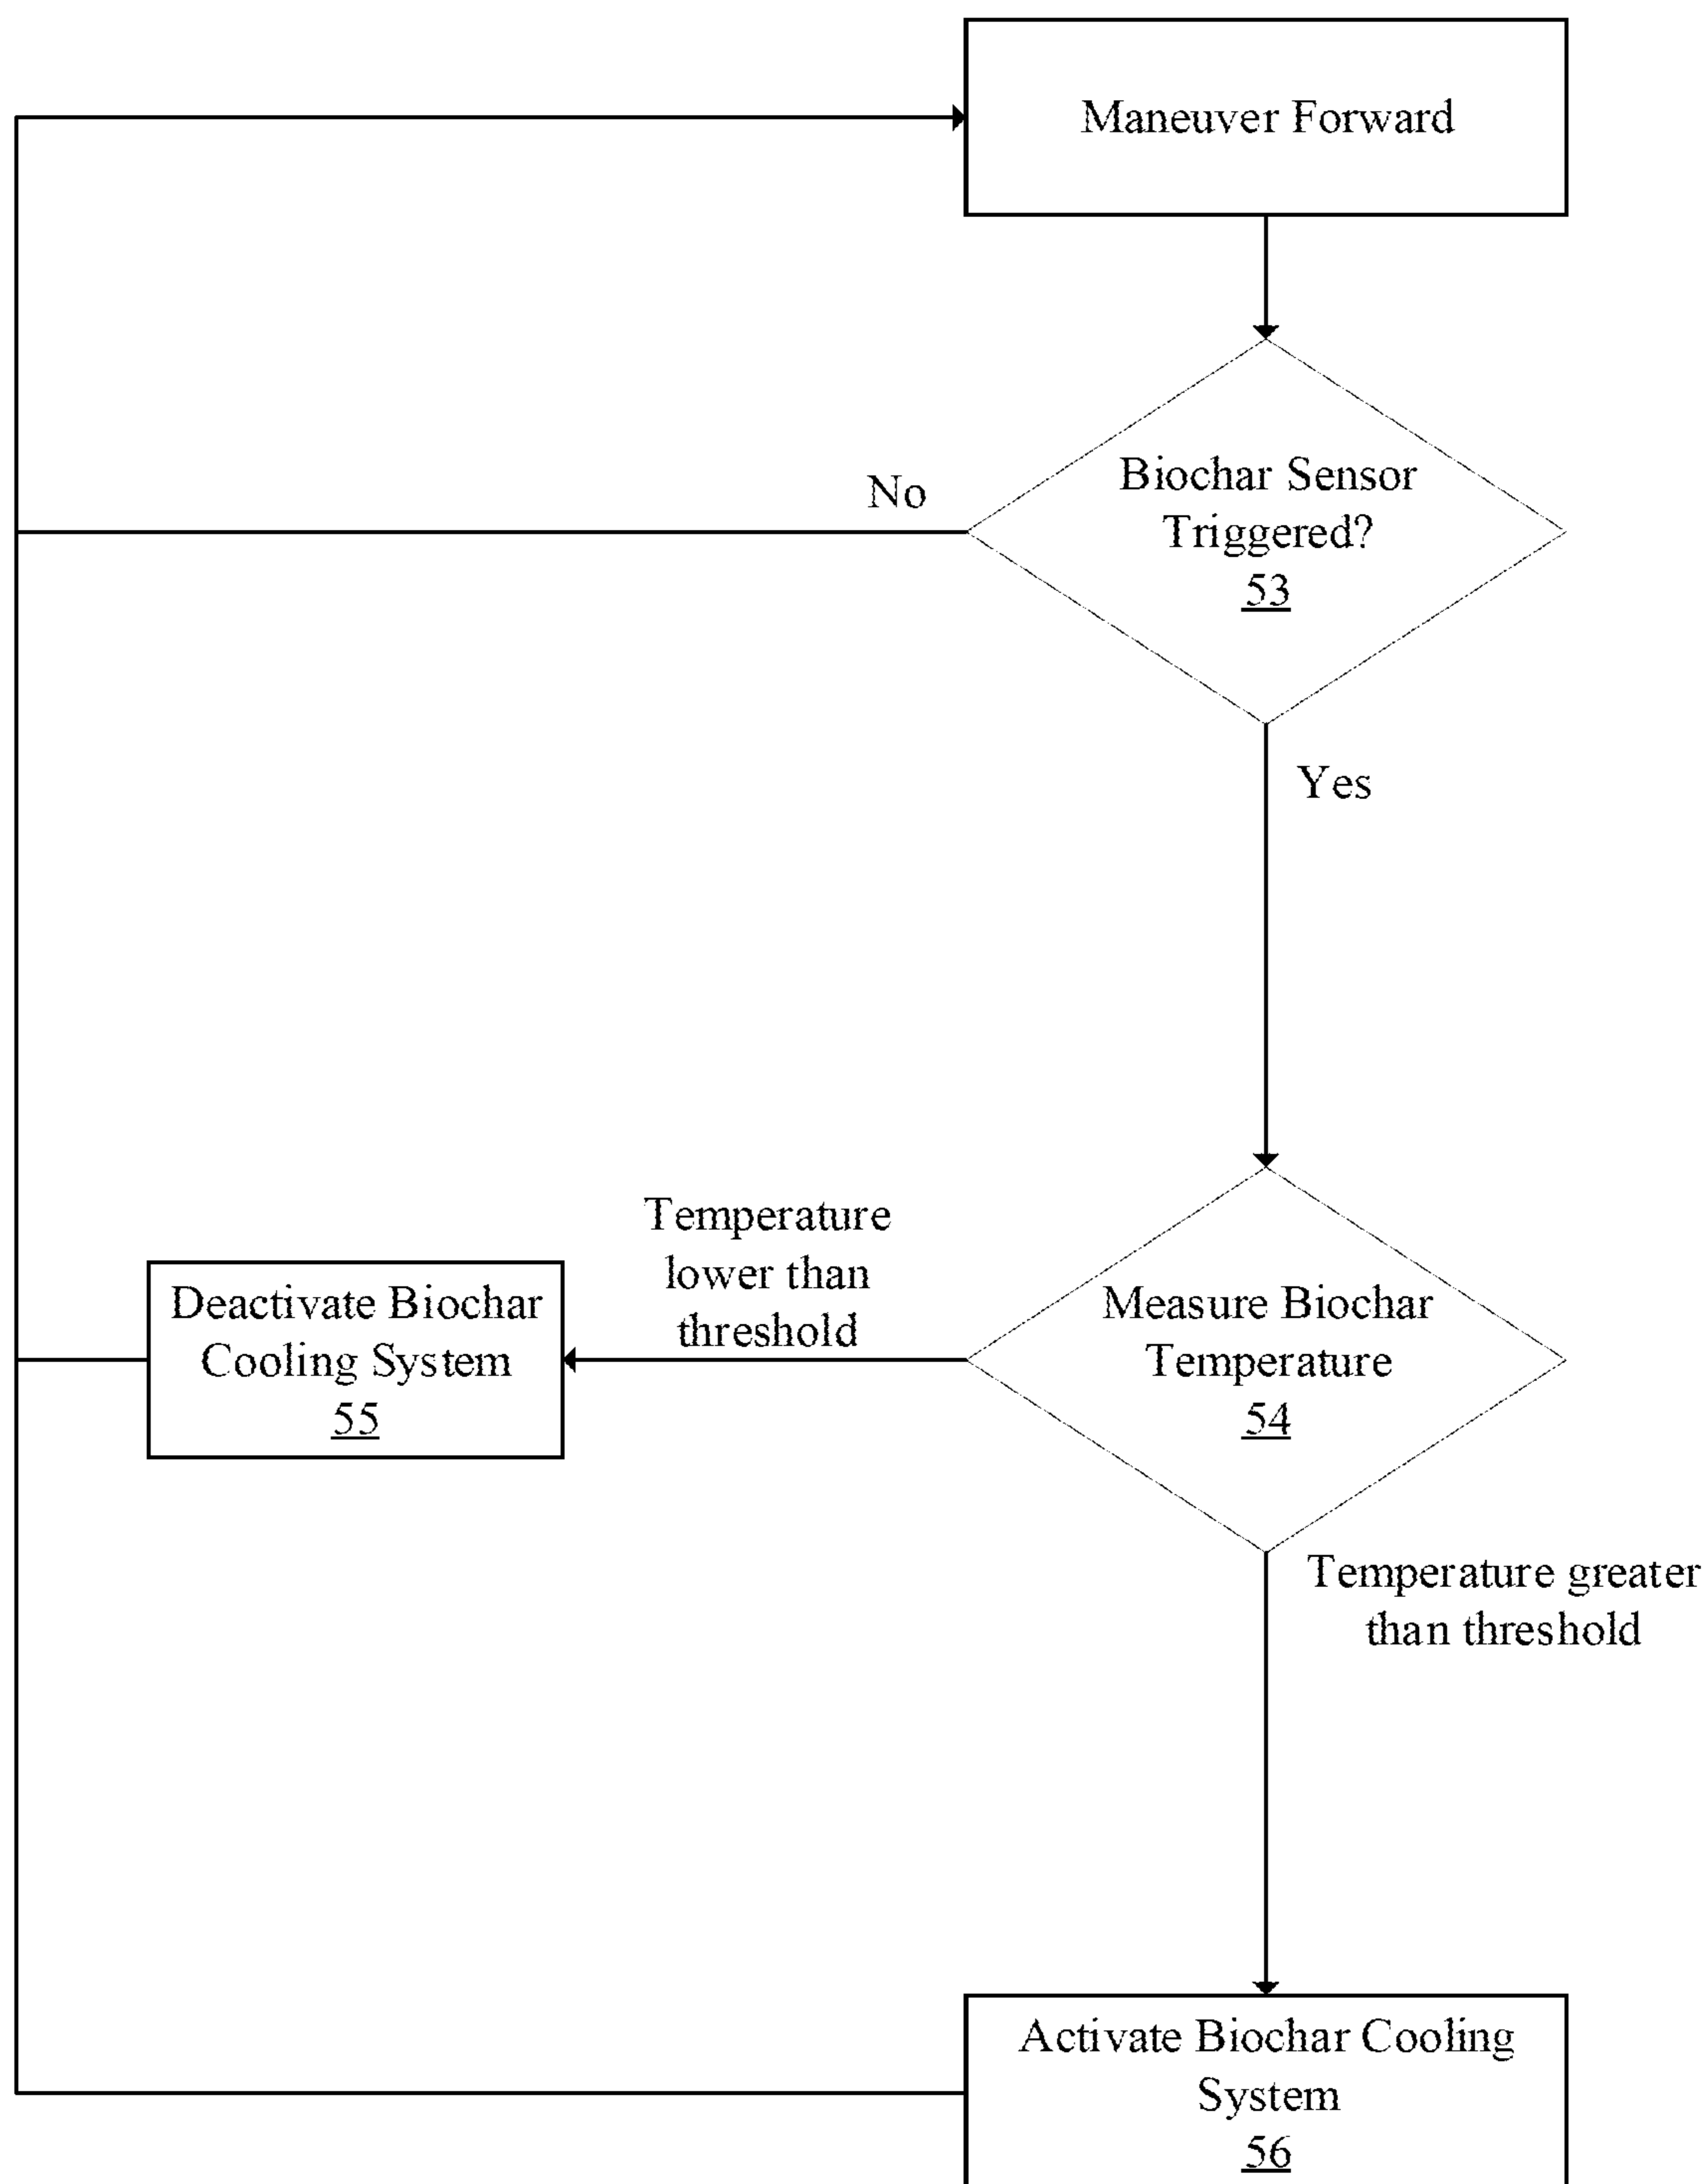 Maneuver Forward
No
Biochar Sensor
Triggered?
53
Yes
Temperature
lower than
threshold
Deactivate Biochar
Cooling System
55
Measure Biochar
Temperature
54
Temperature greater
than threshold
Activate Biochar Cooling
System
56